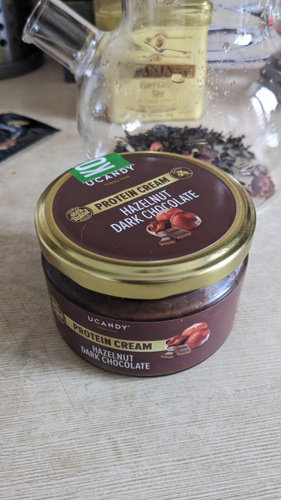 UCANDY
PROTEIN CREAM
HAZELNUT
DARK CHOCOLATE
UCANDY
PROTEIN CREAM
HAZELNUT
DARK CHOCOLATE